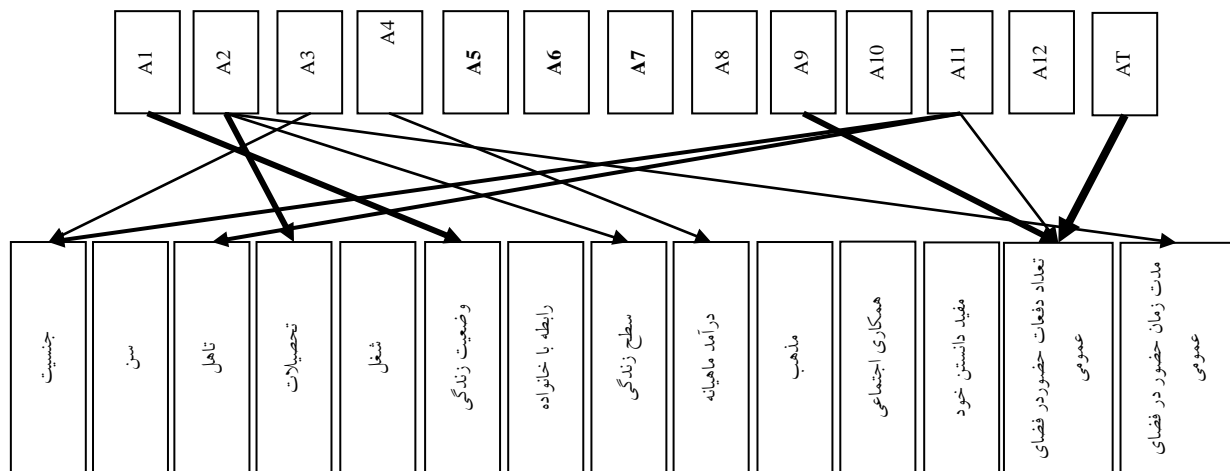 A1
A2
A3
A4
A5
A6
A7
A8
A9
A10
A11
A12
AT
جنسیت
سن
تاهل
تحصیلات
شغل
وضعیت زندگی
رابطه با خانواده
سطح زندگی
درآمد ماهیانه
مذهب
همکاری اجتماعی
مفید دانستن خود
تعداد دفعات حضوردر فضای
عمومی
مدت زمان حضور در فضای
عمومی